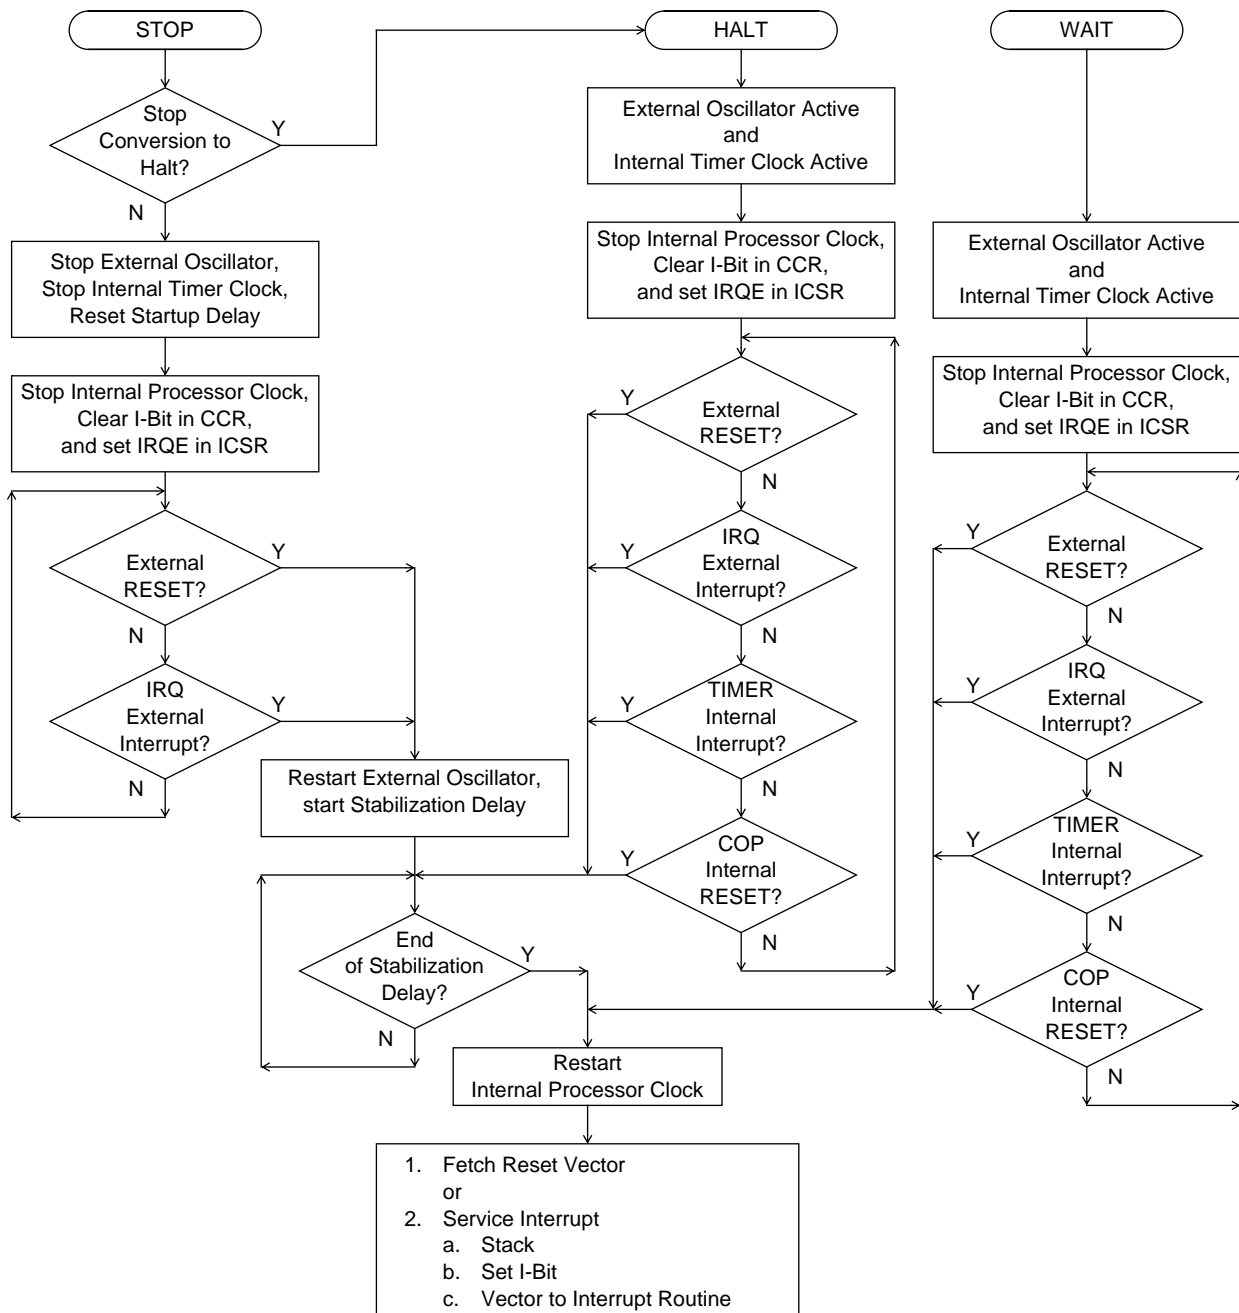 STOP
HALT
WAIT
Stop
Conversion to
Halt?
Y
N
Stop External Oscillator,
Stop Internal Timer Clock,
Reset Startup Delay
Stop Internal Processor Clock,
Clear I-Bit in CCR,
and set IRQE in ICSR
External
RESET?
Y
N
IRQ
External
Interrupt?
Y
N
Restart External Oscillator,
start Stabilization Delay
End
of Stabilization
Delay?
Y
N
External Oscillator Active
and
Internal Timer Clock Active
Stop Internal Processor Clock,
Clear I-Bit in CCR,
and set IRQE in ICSR
Y
External
RESET?
N
Y
IRQ
External
Interrupt?
N
Y
TIMER
Internal
Interrupt?
N
Y
COP
Internal
RESET?
N
External Oscillator Active
and
Internal Timer Clock Active
Stop Internal Processor Clock,
Clear I-Bit in CCR,
and set IRQE in ICSR
Y
External
RESET?
N
Y
IRQ
External
Interrupt?
N
Y
TIMER
Internal
Interrupt?
N
Y
COP
Internal
RESET?
N
Restart
Internal Processor Clock
1. Fetch Reset Vector
or
2. Service Interrupt
a. Stack
b. Set I-Bit
c. Vector to Interrupt Routine